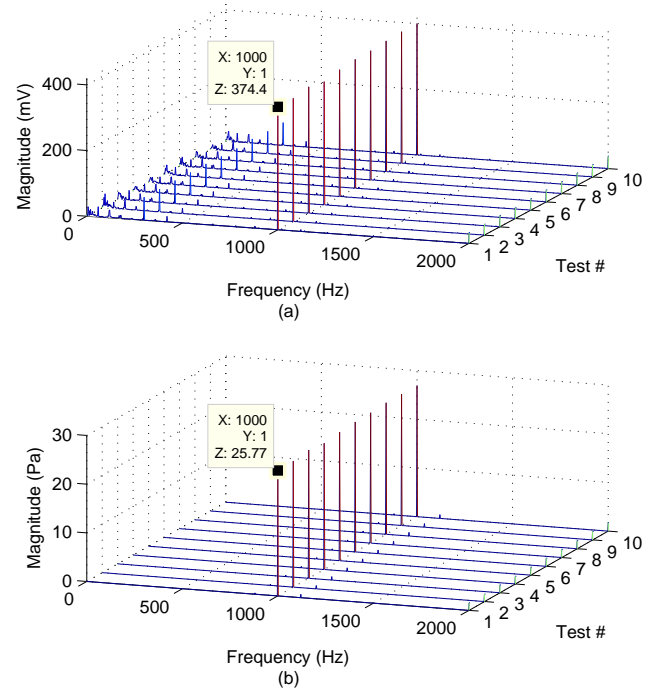 X: 1000
Y: 1
Z: 374.4
400
200
0
Magnitude (mV)
0
500
1000
1500
2000
Frequency (Hz)
1
2
3
4
5
6
7
8
9
10
Test #
(a)
X: 1000
Y: 1
Z: 25.77
30
20
10
0
Magnitude (Pa)
0
500
1000
1500
2000
Frequency (Hz)
1
2
3
4
5
6
7
8
9
10
Test #
(b)